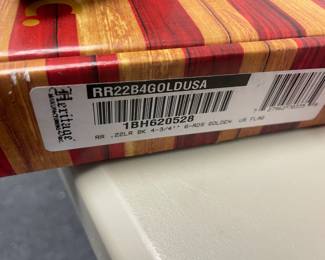 Heritage
RR22B4GOLDUSA
1BH620528
RR .22LR BK 4-3/4'' 6-RDS GOLDEN US FLAG